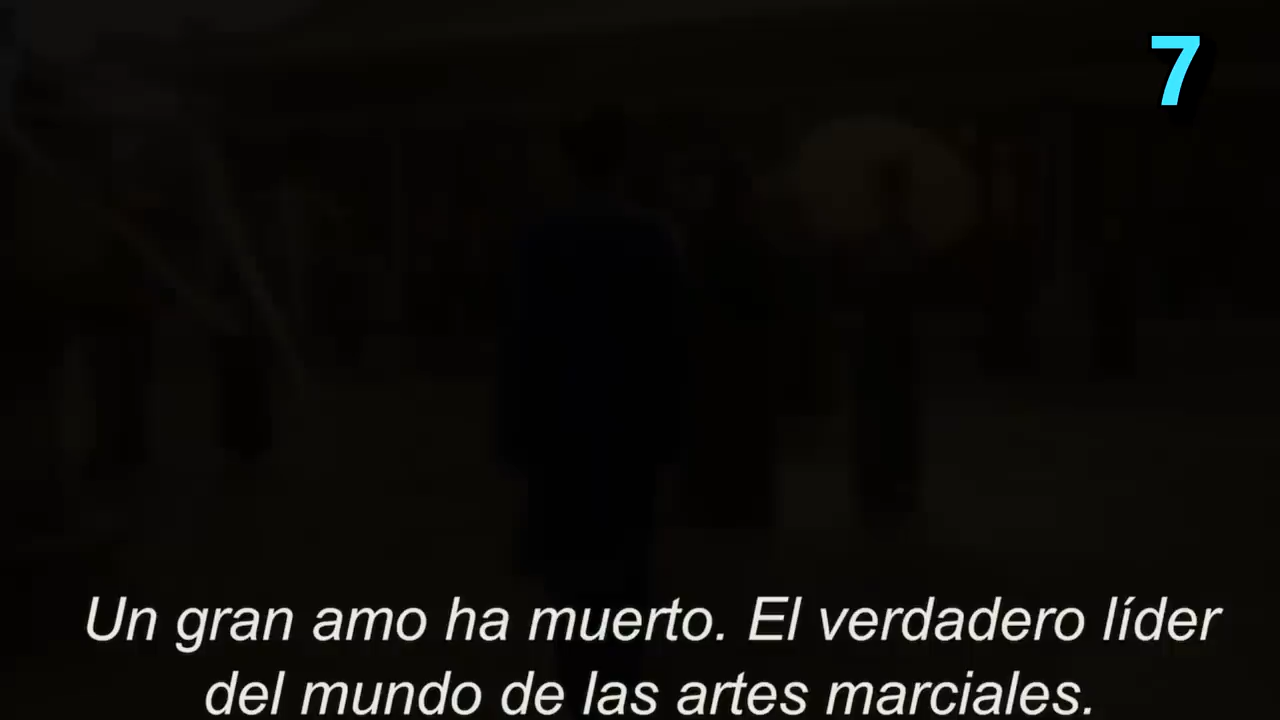 7
Un gran amo ha muerto. El verdadero líder
del mundo de las artes marciales.